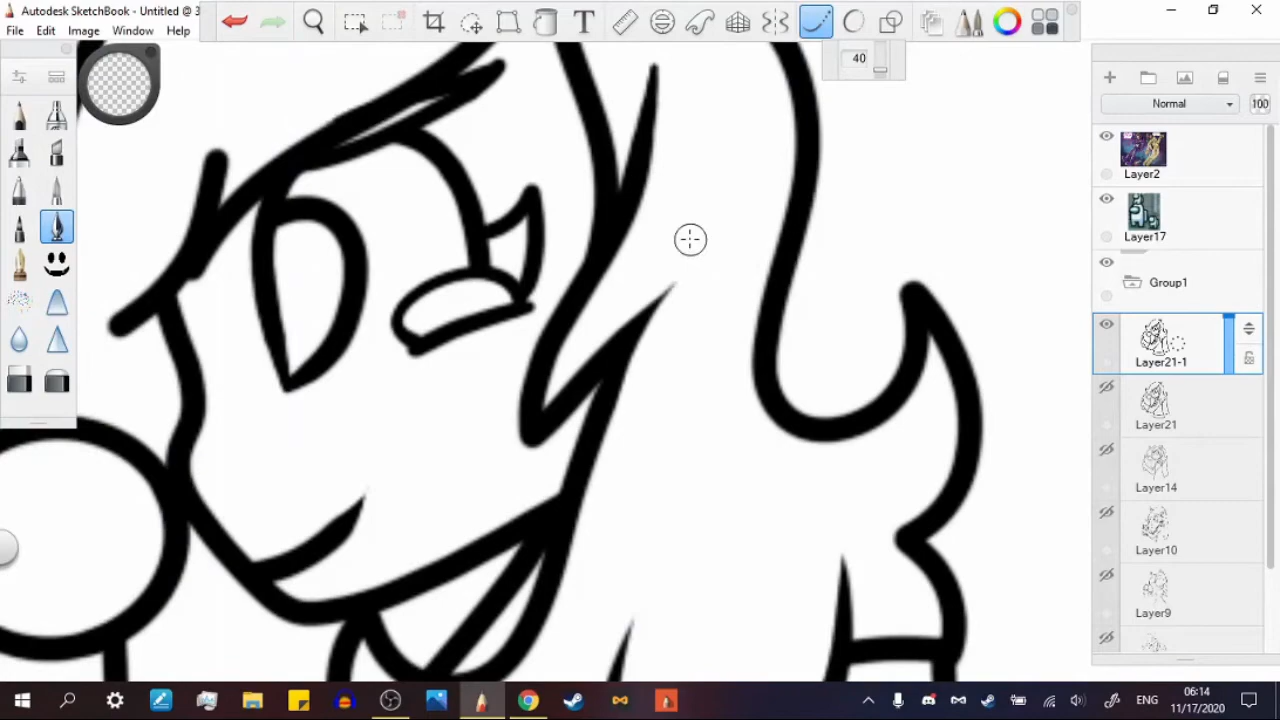 Autodesk SketchBook - Untitled @ 3
File Edit Image Window Help
T
40
Normal
100
Layer2
Layer17
Group1
Layer21-1
Layer21
Layer14
Layer10
Layer9
ENG
06:14
11/17/2020